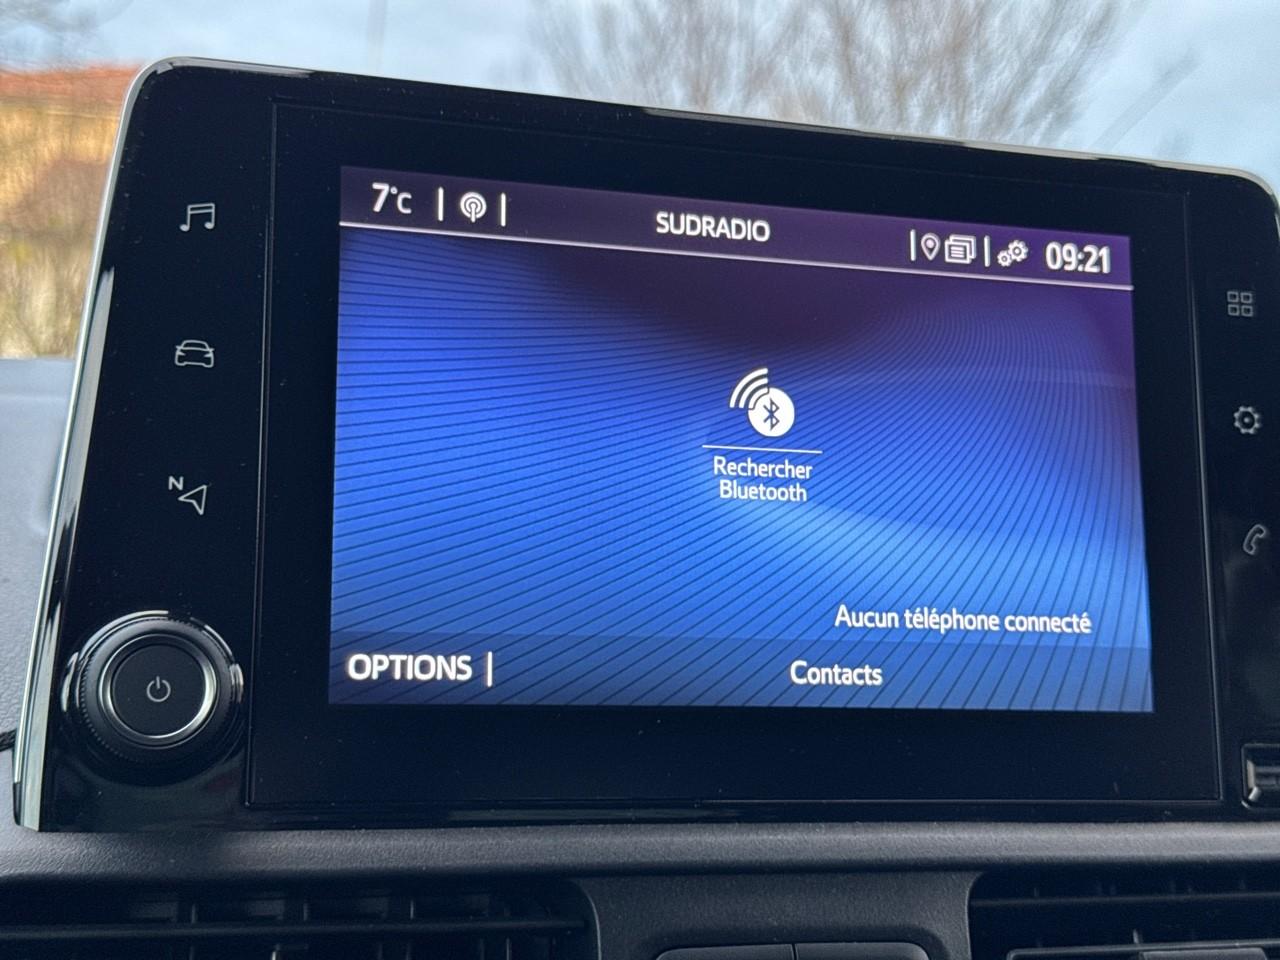 7°C
SUDRADIO
09:21
N
Rechercher
Bluetooth
Aucun téléphone connecté
OPTIONS
Contacts